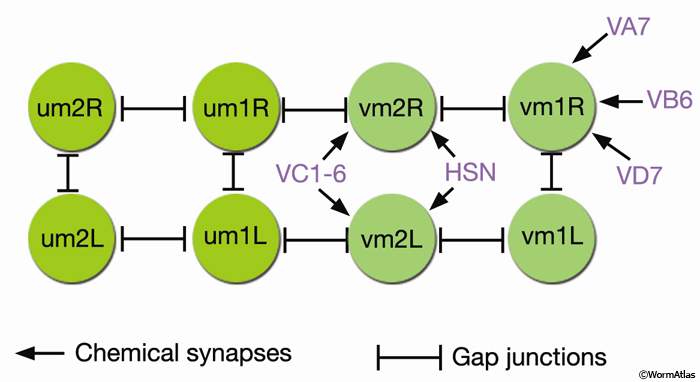 VA7
um2R um1R vm2R vm1R VB6
VC1-6 HSN VD7
um2L um1L vm2L vm1L
Chemical synapses Gap junctions
©WormAtlas